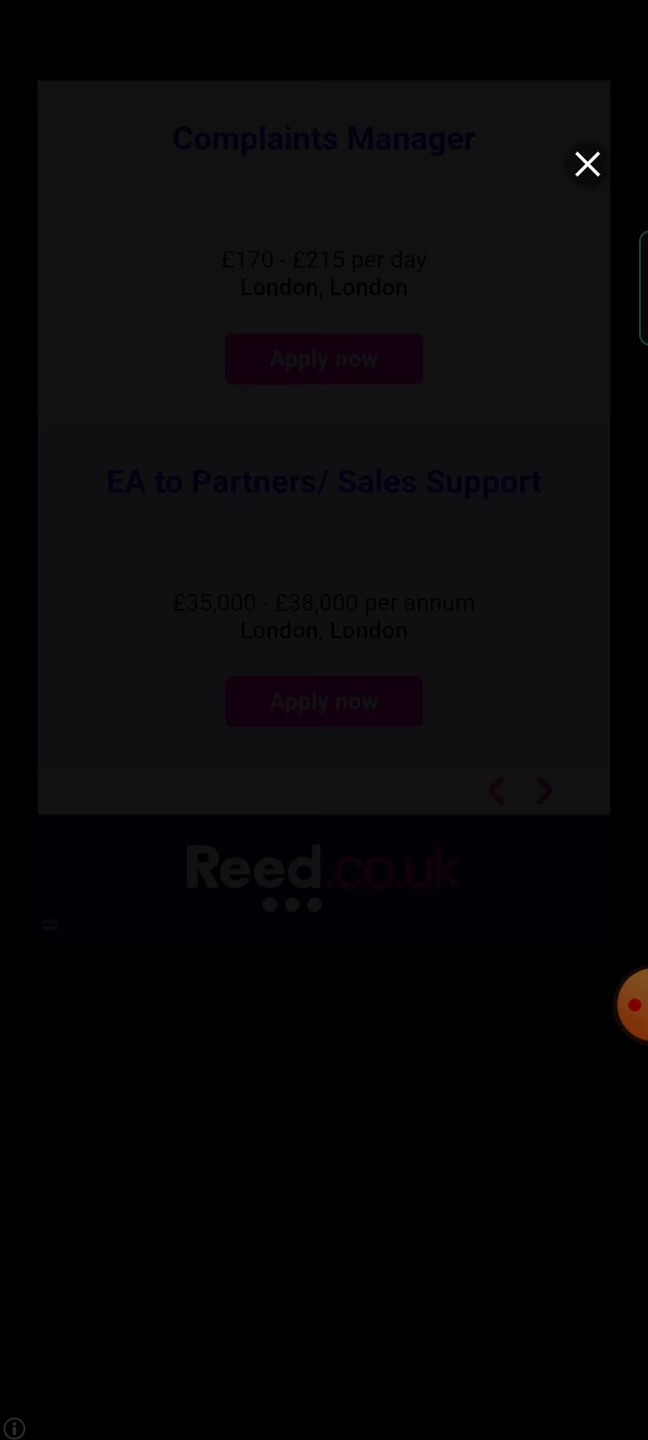 Complaints Manager
£170 - £215 per day
London, London
Apply now
EA to Partners/ Sales Support
£35,000 - £38,000 per annum
London, London
Apply now
Reed.co.uk